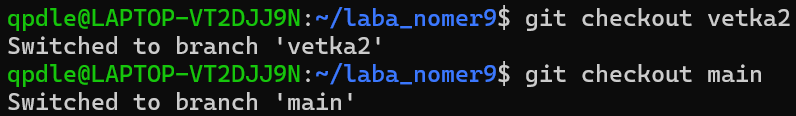 qpdle@LAPTOP-VT2DJJ9N:~/laba_nomer9$ git checkout vetka2
Switched to branch 'vetka2'
qpdle@LAPTOP-VT2DJJ9N:~/laba_nomer9$ git checkout main
Switched to branch 'main'